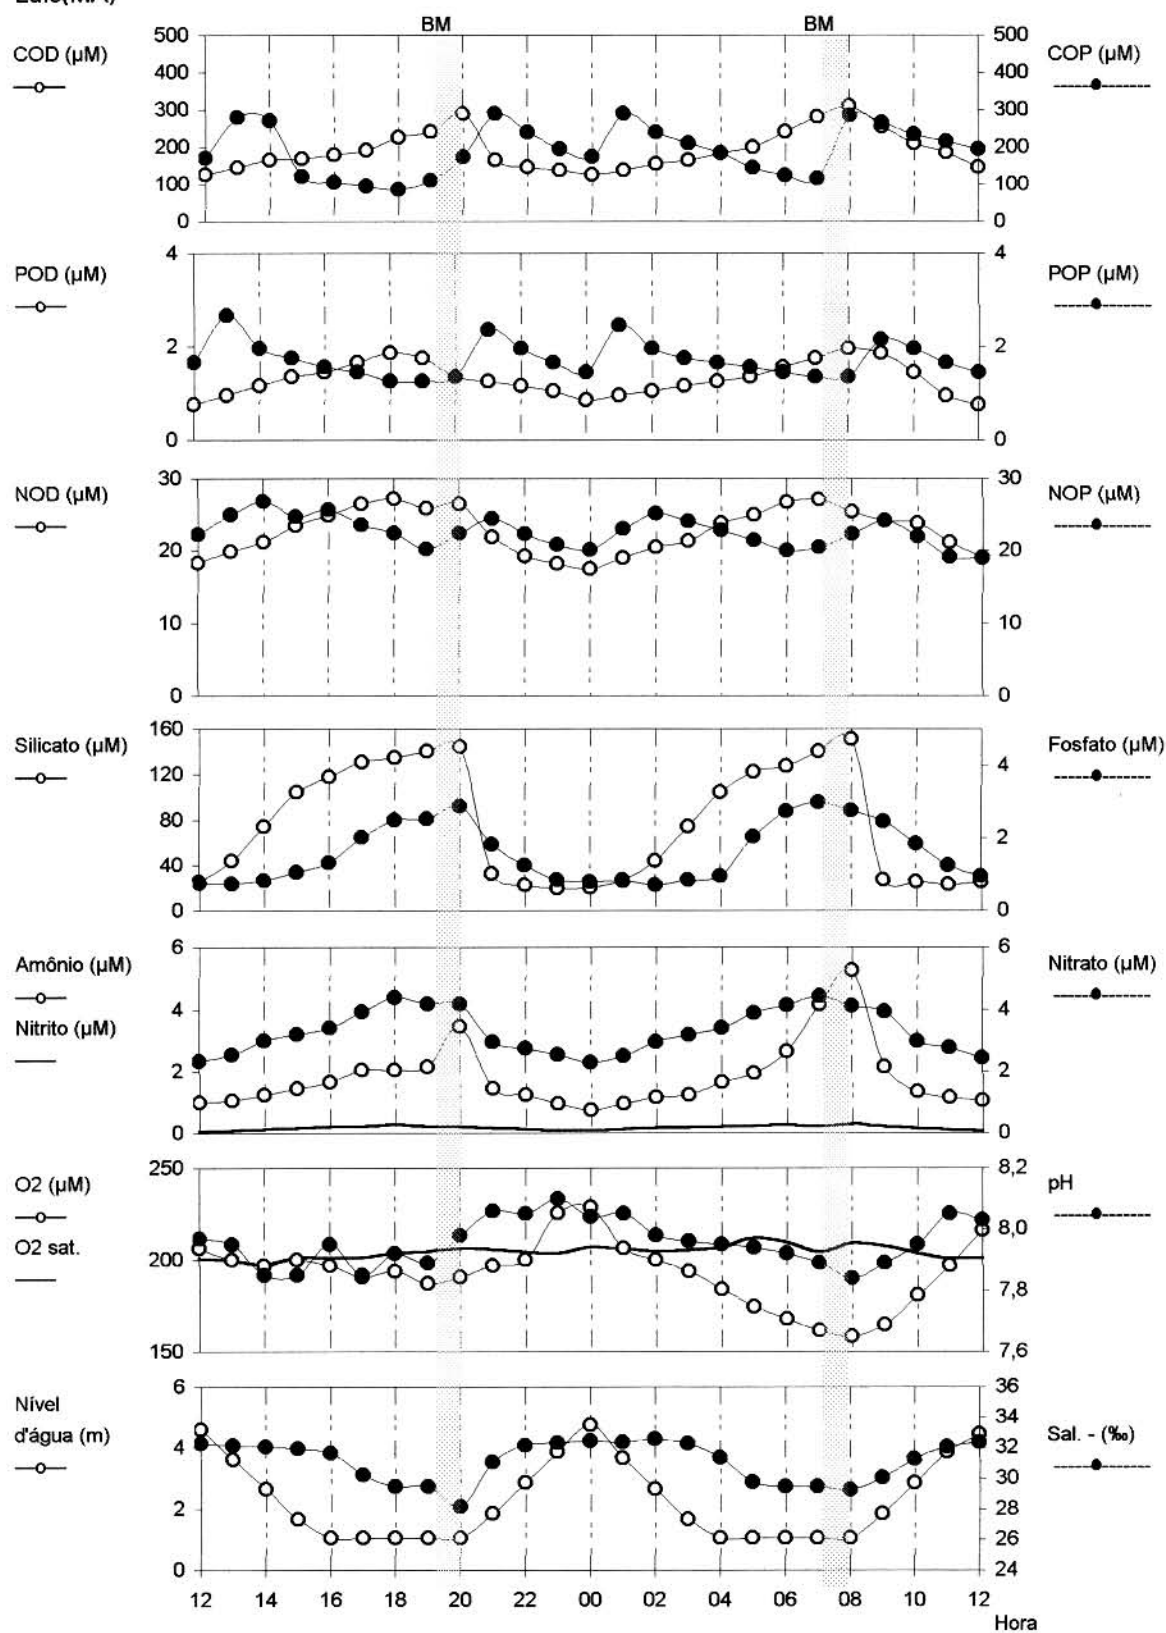 BM BM
COD (µM) 500 500 COP (µM)
400 400
300 300
200 200
100 100
0 0
4 4
POD (µM) POP (µM)
2 2
0 0
30 30
NOD (µM) NOP (µM)
20 20
10 10
0 0
160
Silicato (µM) Fosfato (µM)
120 4
80
2
40
0 0
6 6
Amônio (µM) Nitrato (µM)
4 4
Nitrito (µM)
2 2
0 0
250 8,2
O2 (µM) pH
8,0
O2 sat.
200
7,8
150 7,6
6 36
Nível
34
d'água (m) 4 32 Sal. - (‰)
30
2 28
26
0 24
12 14 16 18 20 22 00 02 04 06 08 10 12
Hora